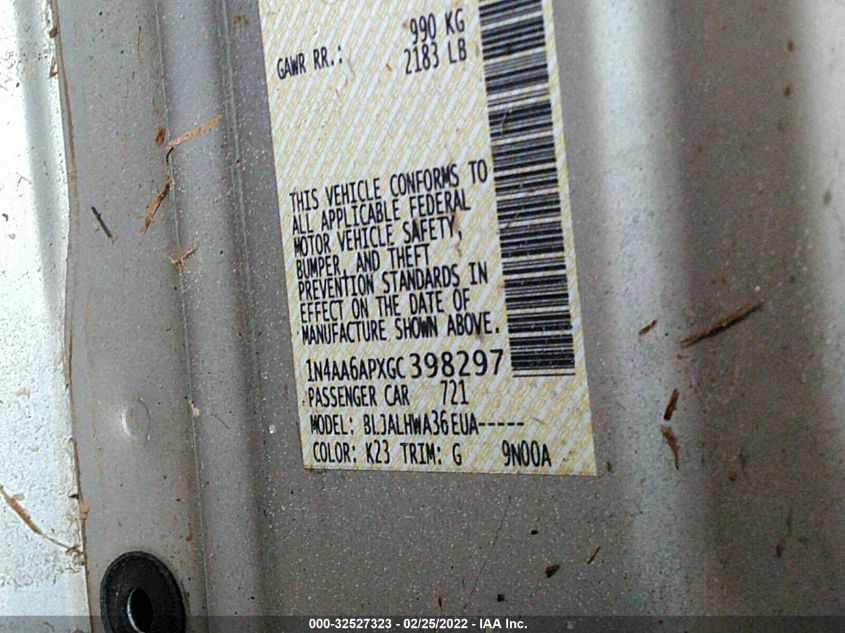 990 KG
GAWR RR.: 2183 LB
THIS VEHICLE CONFORMS TO
ALL APPLICABLE FEDERAL
MOTOR VEHICLE SAFETY,
BUMPER, AND THEFT
PREVENTION STANDARDS IN
EFFECT ON THE DATE OF
MANUFACTURE SHOWN ABOVE.
1N4AA6APXGC398297
PASSENGER CAR 721
MODEL: BLJALHWA36EUA-----
COLOR: K23 TRIM: G 9N00A
000-32527323 - 02/25/2022 - IAA Inc.